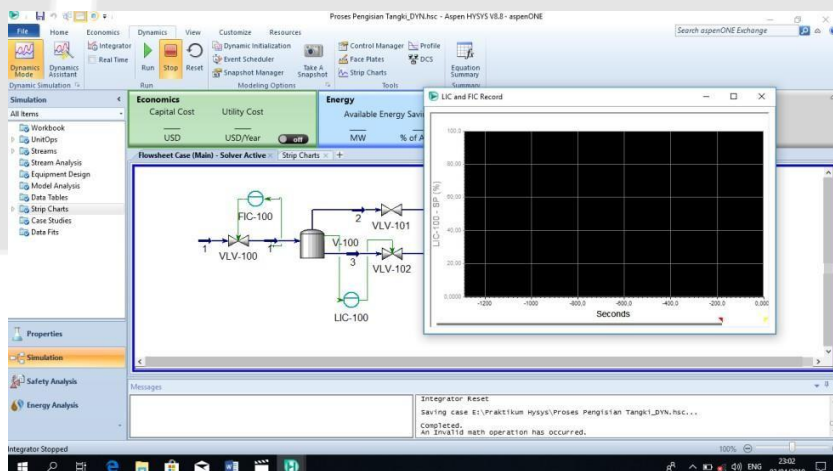 Proses Pengisian Tangki_DYN.hsc - Aspen HYSYS V8.8 - aspenONE
File Home Economics Dynamics View Customize Resources
Search aspenONE Exchange
Dynamics Mode
Dynamics Assistant
Integrator
Real Time
Run Stop Reset
Dynamic Initialization
Event Scheduler
Snapshot Manager
Take A Snapshot
Control Manager
Profile
Face Plates
DCS
Strip Charts
Equation Summary
Dynamic Simulation
Run
Modeling Options
Tools
Summary
Simulation
All Items
Workbook
UnitOps
Streams
Stream Analysis
Equipment Design
Model Analysis
Data Tables
Strip Charts
Case Studies
Data Fits
Properties
Simulation
Safety Analysis
Energy Analysis
Economics
Capital Cost Utility Cost
USD USD/Year off
Energy
Available Energy Savi
MW % of A
Flowsheet Case (Main) - Solver Active
Strip Charts
FIC-100
1
VLV-100
1'
V-100
2
VLV-101
3
VLV-102
LIC-100
LIC and FIC Record
LIC-100 - SP (%)
100.0
80.00
60.00
40.00
20.00
0.0000
-1200 -1000 -800,0 -600,0 -400,0 -200,0 0,000
Seconds
Messages
Integrator Reset
Saving case E:\Praktikum Hysys\Proses Pengisian Tangki_DYN.hsc...
Completed.
An Invalid math operation has occurred.
Integrator Stopped
100%
ENG
23:02